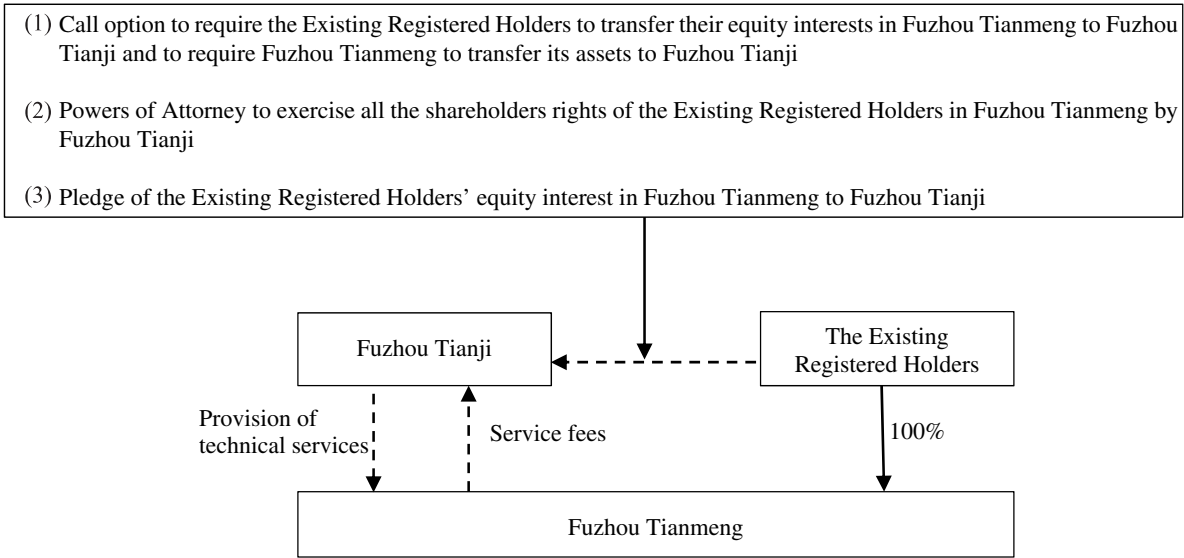 (1) Call option to require the Existing Registered Holders to transfer their equity interests in Fuzhou Tianmeng to Fuzhou
Tianji and to require Fuzhou Tianmeng to transfer its assets to Fuzhou Tianji
(2) Powers of Attorney to exercise all the shareholders rights of the Existing Registered Holders in Fuzhou Tianmeng by
Fuzhou Tianji
(3) Pledge of the Existing Registered Holders’ equity interest in Fuzhou Tianmeng to Fuzhou Tianji
Fuzhou Tianji
The Existing
Registered Holders
Provision of
technical services
Service fees
100%
Fuzhou Tianmeng